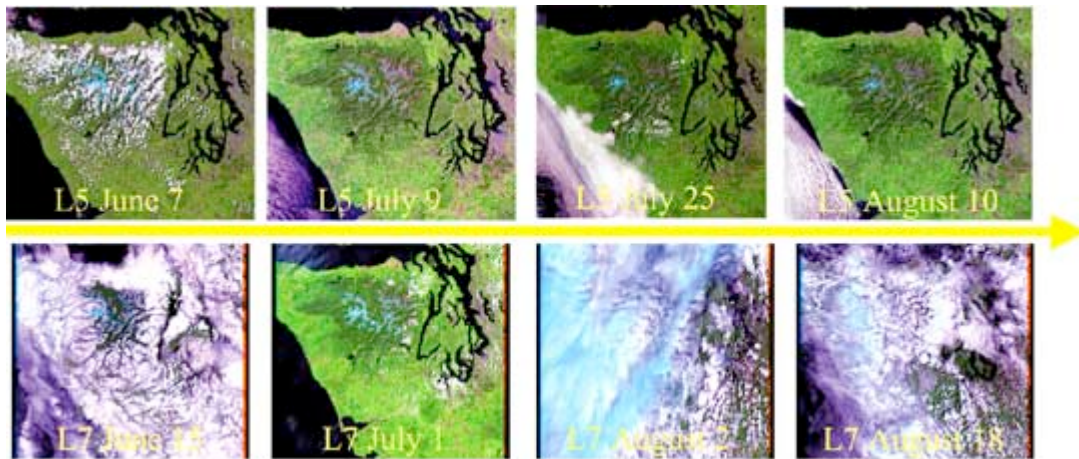 L5 June 7
L5 July 9
L5 July 25
L5 August 10
L7 June 15
L7 July 1
L7 August 2
L7 August 18